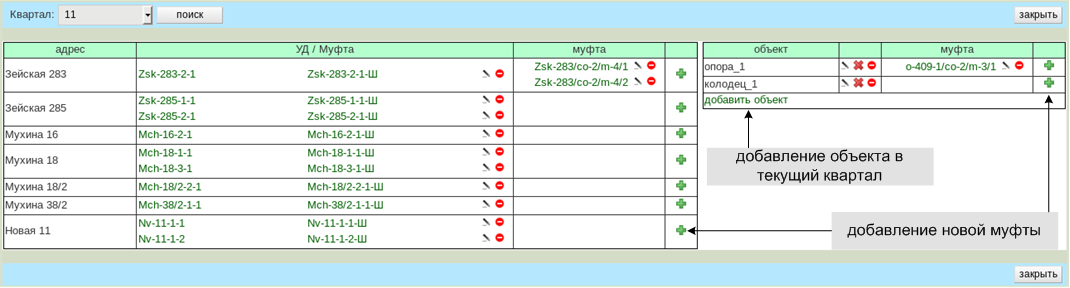 Квартал: 11 поиск закрыть
адрес УД / Муфта муфта объект муфта
Зейская 283 Zsk-283-2-1 Zsk-283-2-1-Ш Zsk-283/co-2/m-4/1
Zsk-283/co-2/m-4/2
Зейская 285 Zsk-285-1-1 Zsk-285-1-1-Ш
Zsk-285-2-1 Zsk-285-2-1-Ш
Мухина 16 Mch-16-2-1 Mch-16-2-1-Ш
Мухина 18 Mch-18-1-1 Mch-18-1-1-Ш
Mch-18-3-1 Mch-18-3-1-Ш
Мухина 18/2 Mch-18/2-2-1 Mch-18/2-2-1-Ш
Мухина 38/2 Mch-38/2-1-1 Mch-38/2-1-1-Ш
Новая 11 Nv-11-1-1 Nv-11-1-1-Ш
Nv-11-1-2 Nv-11-1-2-Ш
опора_1 o-409-1/co-2/m-3/1
колодец_1
добавить объект
добавление объекта в
текущий квартал
добавление новой муфты
закрыть